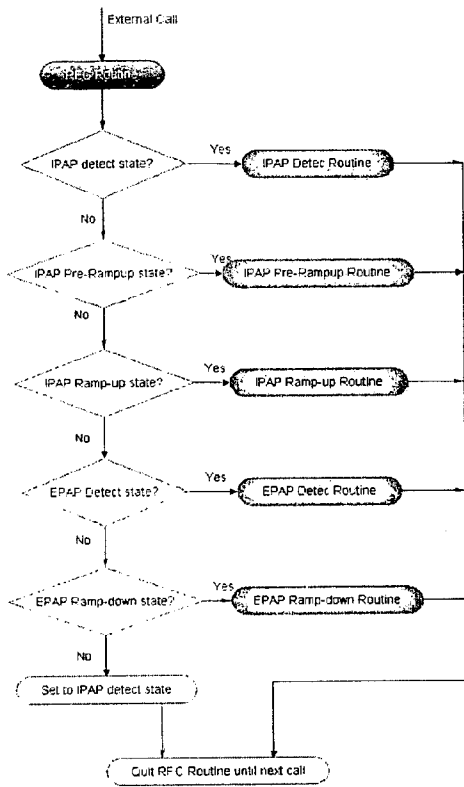 External Call
RFC Routine
IPAP detect state?
Yes
IPAP Detec Routine
No
IPAP Pre-Rampup state?
Yes
IPAP Pre-Rampup Routine
No
IPAP Ramp-up state?
Yes
IPAP Ramp-up Routine
No
EPAP Detect state?
Yes
EPAP Detec Routine
No
EPAP Ramp-down state?
Yes
EPAP Ramp-down Routine
No
Set to IPAP detect state
Quit RFC Routine until next call